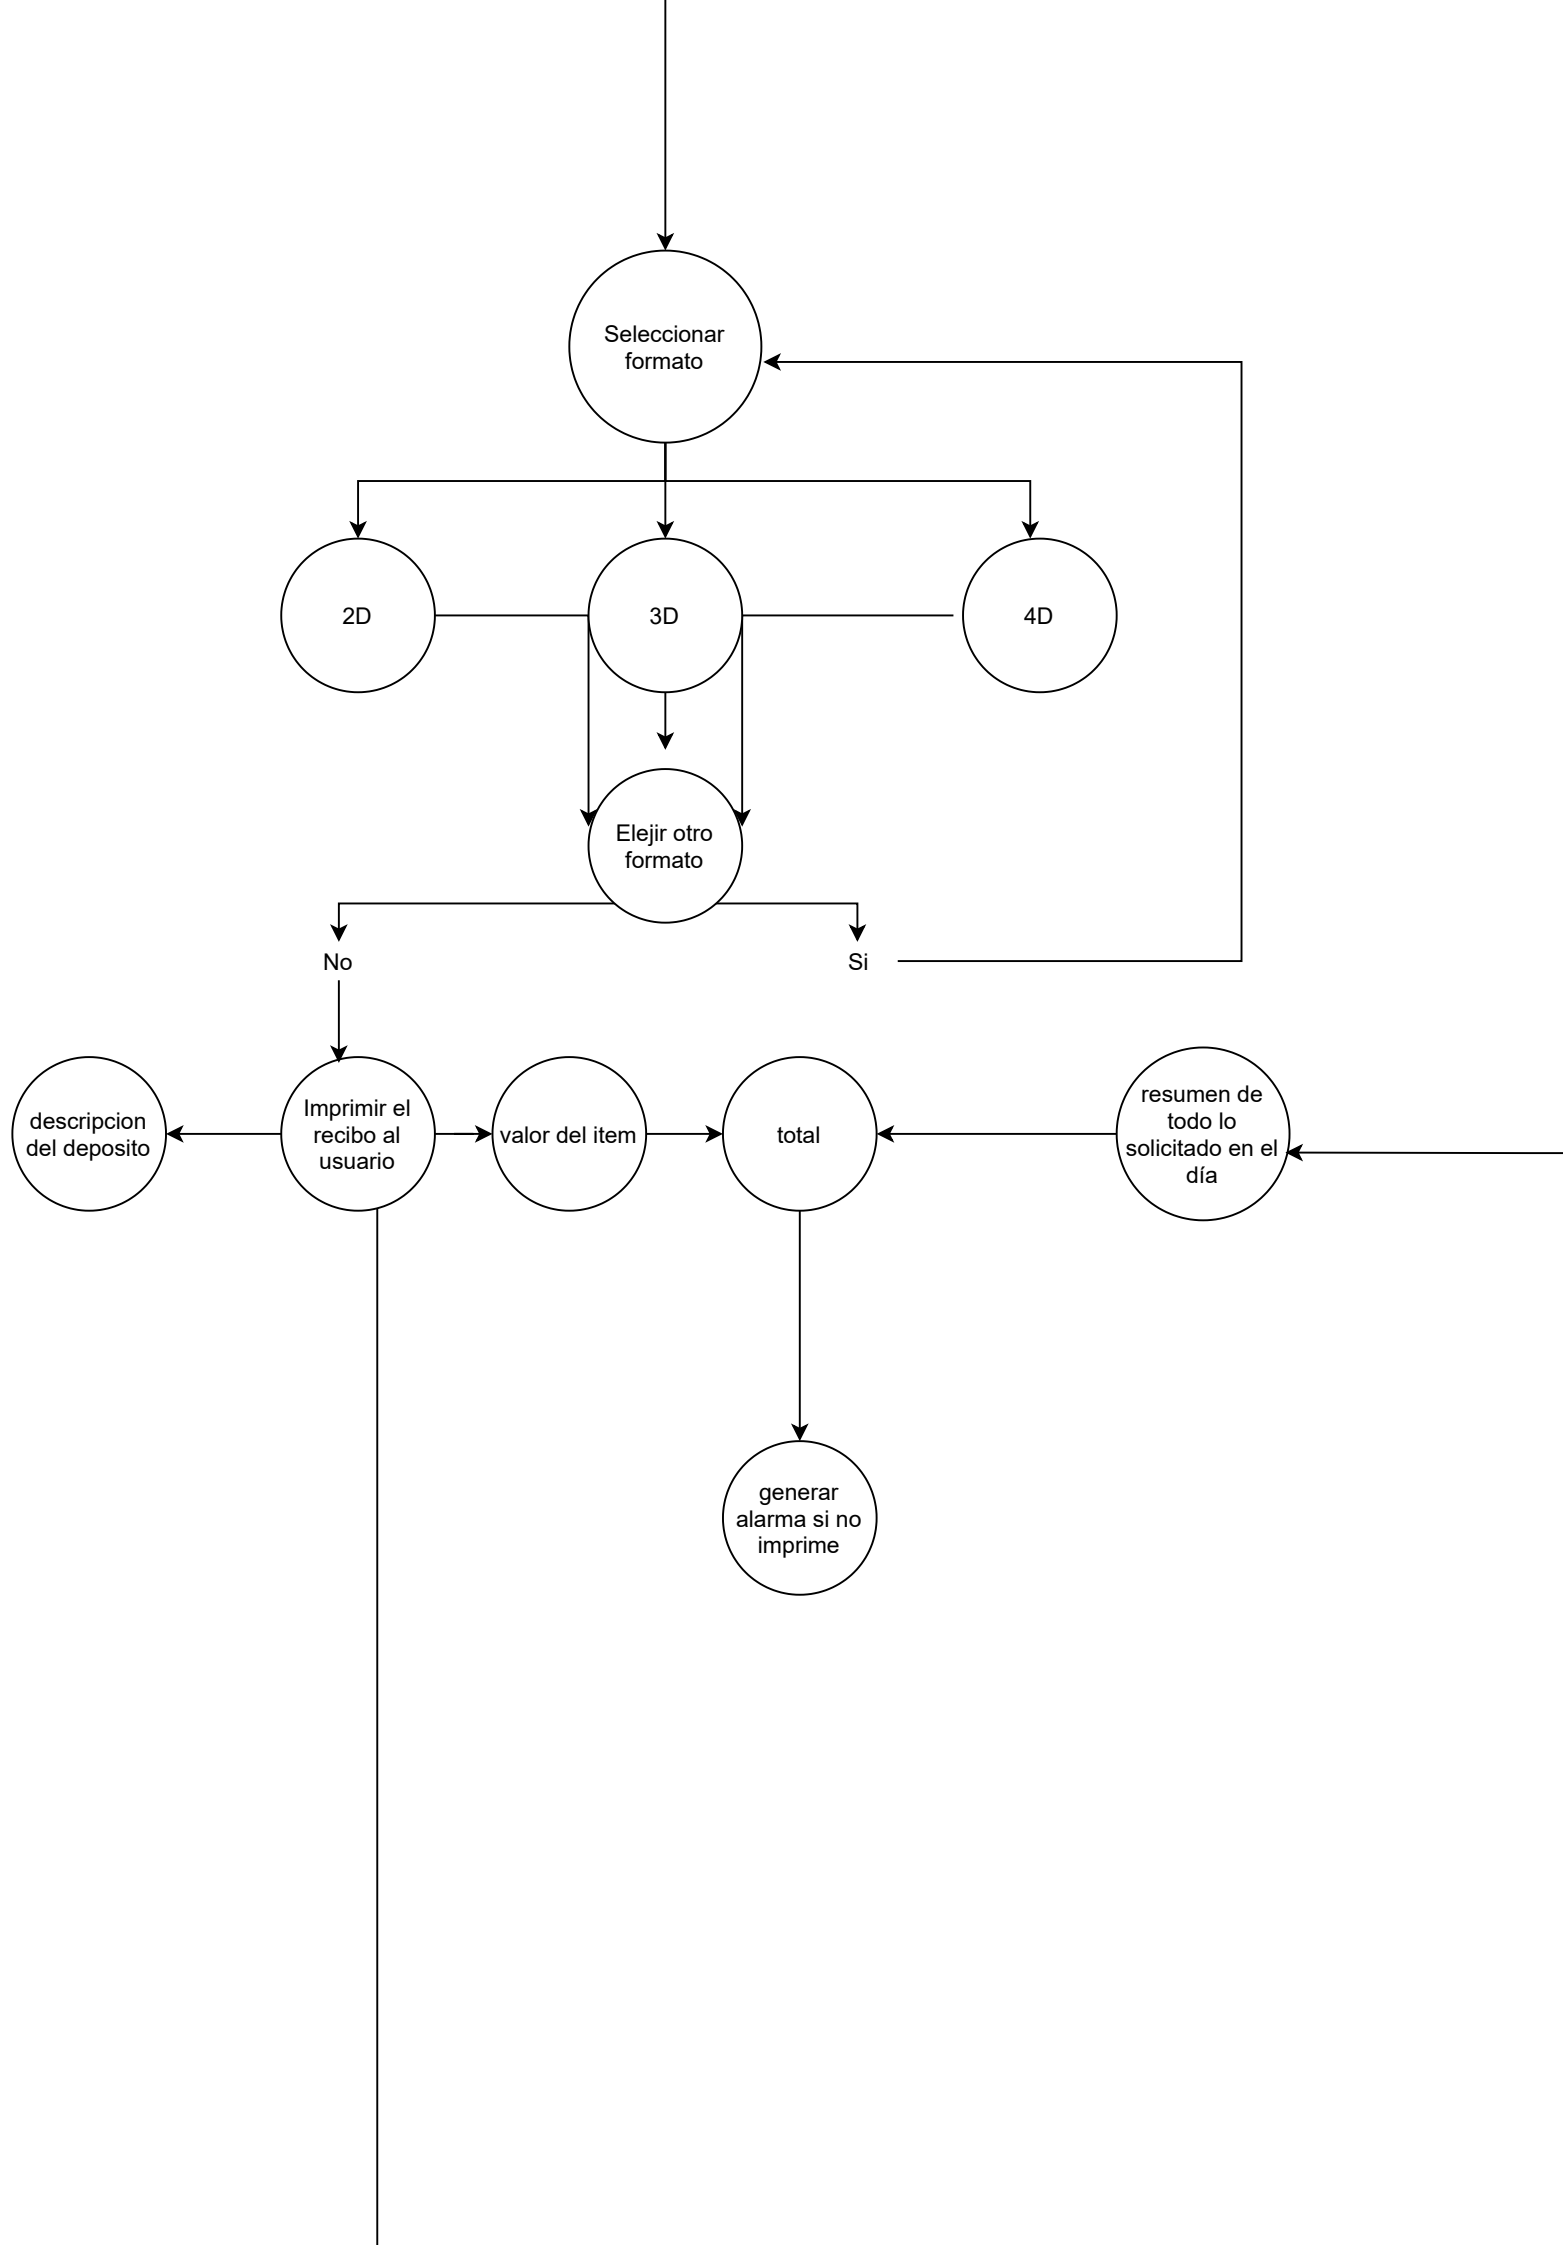 Seleccionar
formato
2D
3D
4D
Elejir otro
formato
No
Si
descripcion
del deposito
Imprimir el
recibo al
usuario
valor del item
total
resumen de
todo lo
solicitado en el
día
generar
alarma si no
imprime